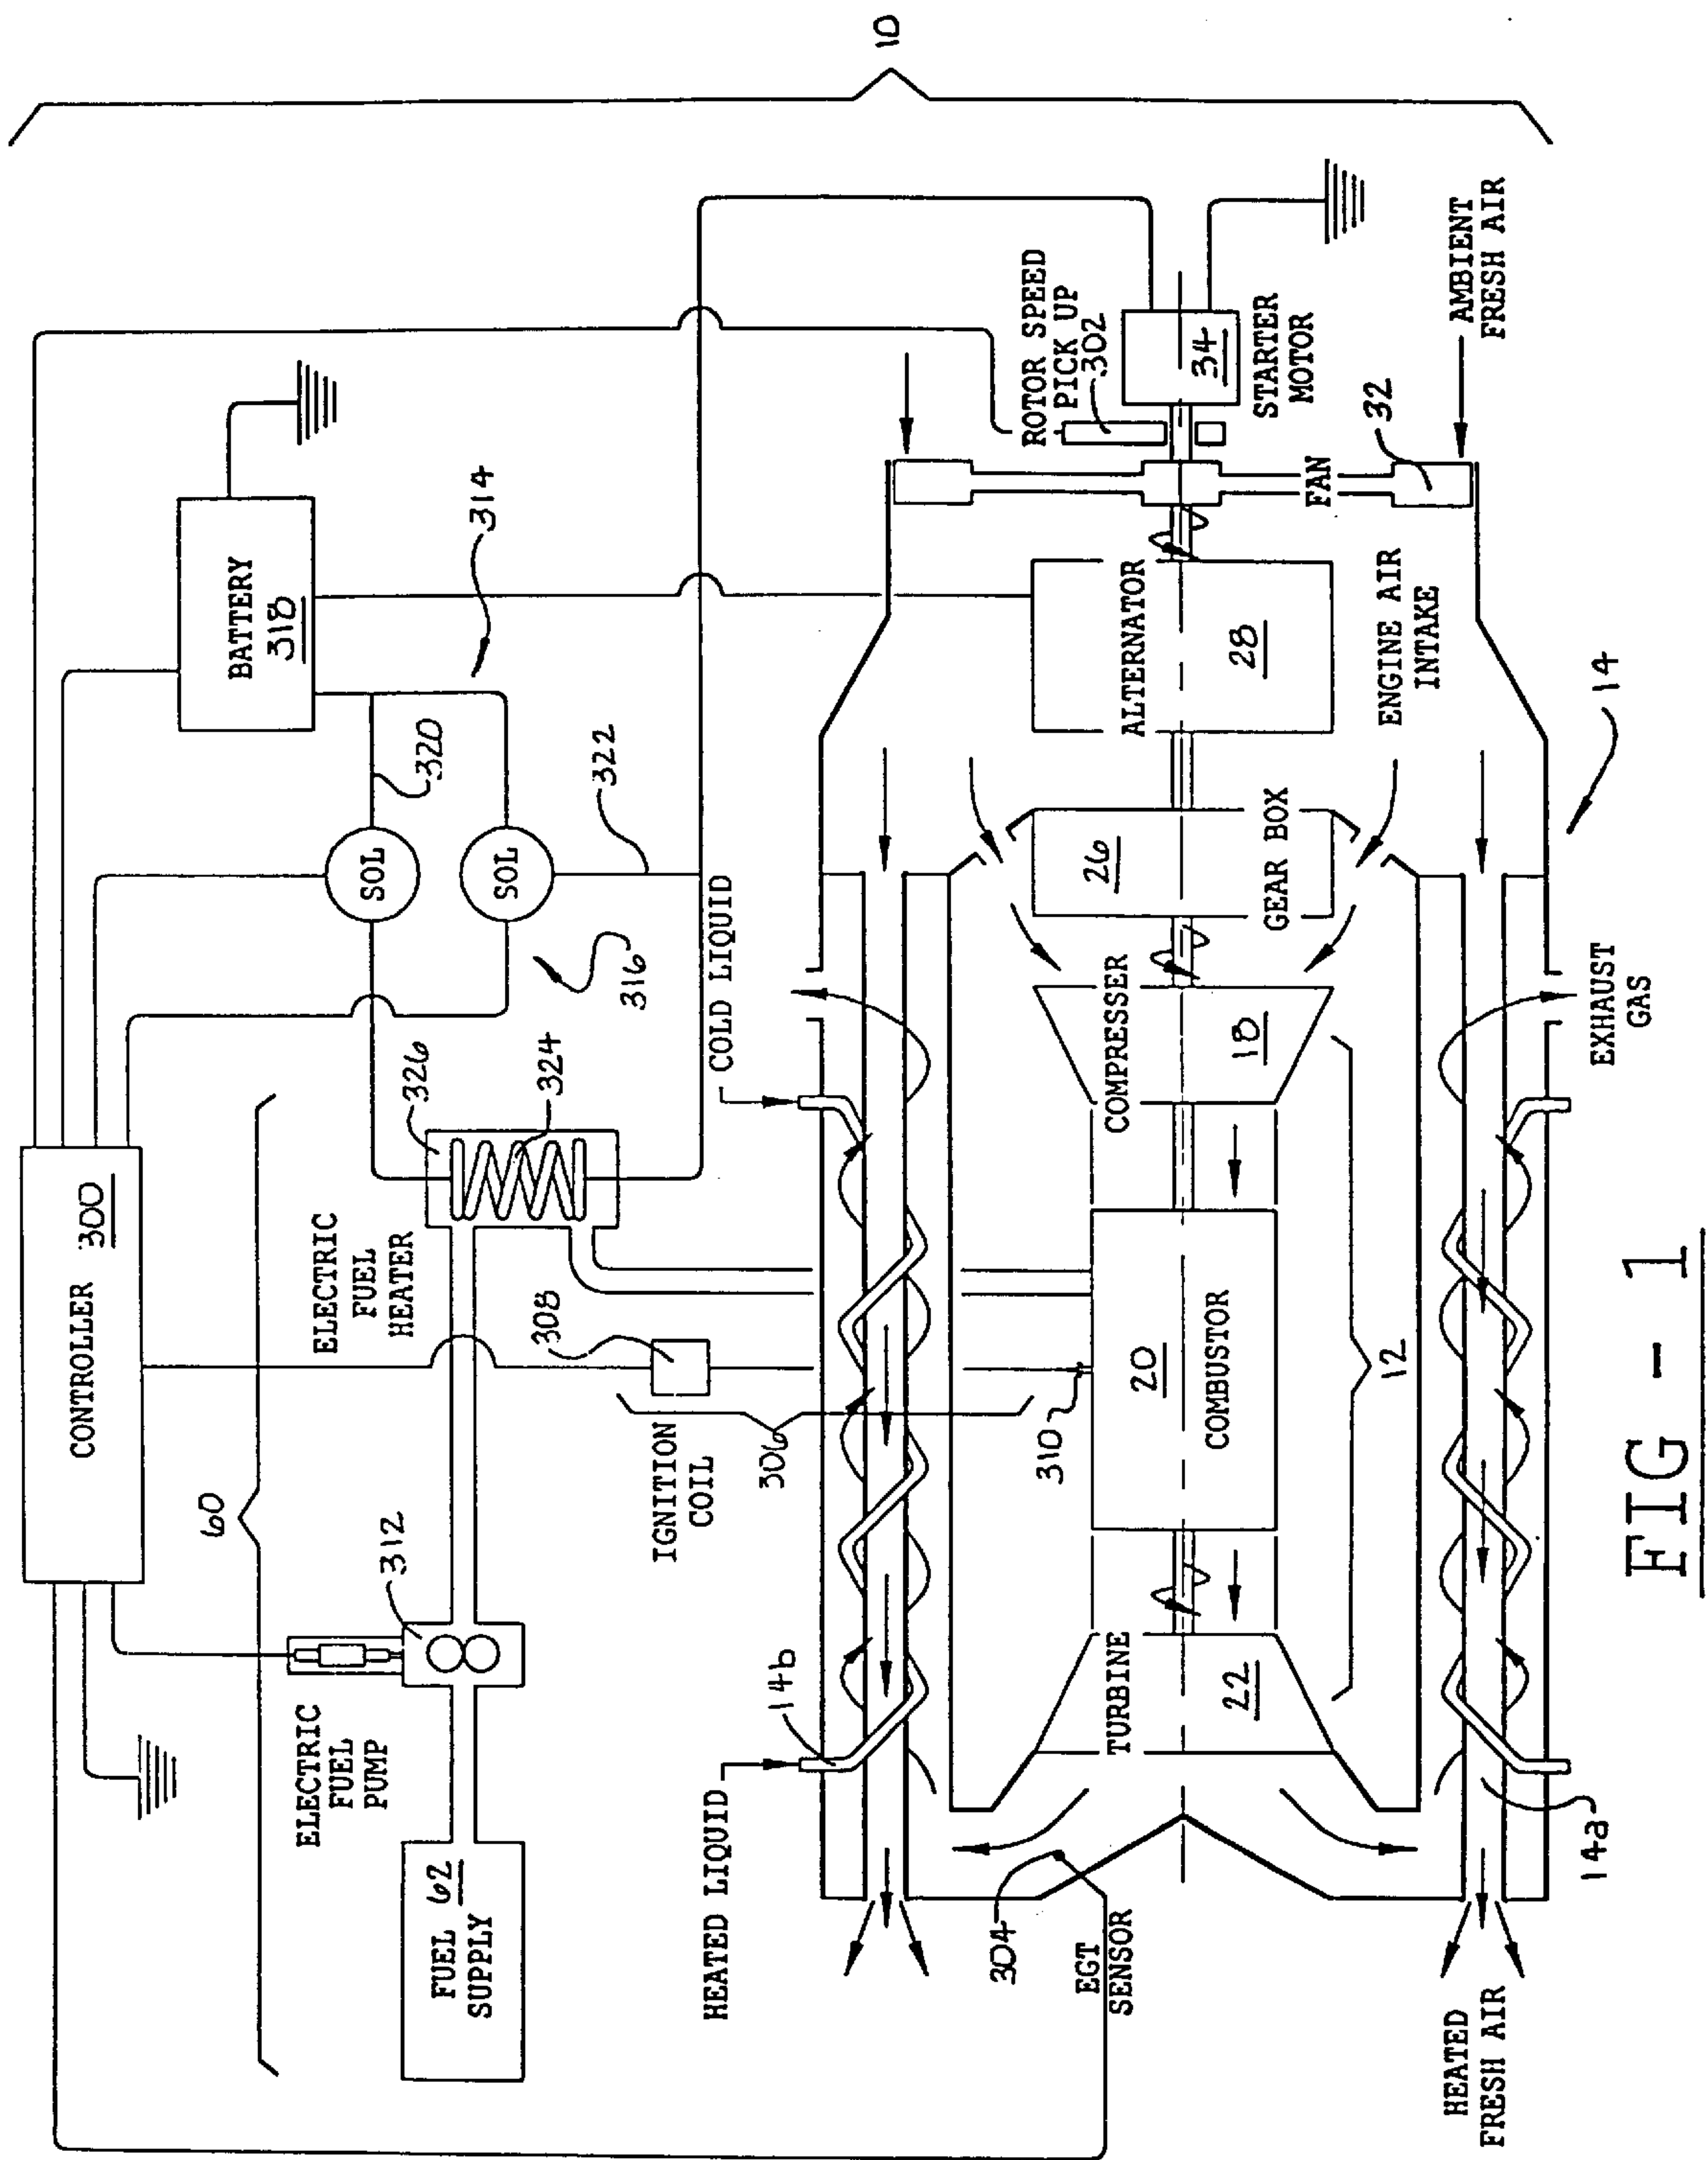 10
CONTROLLER
300
BATTERY
318
314
320
SOL
SOL
322
316
60
326
324
ELECTRIC
FUEL
HEATER
312
ELECTRIC
FUEL
PUMP
FUEL
62
SUPPLY
308
IGNITION
COIL
306
310
COLD LIQUID
HEATED LIQUID
14b
ROTOR SPEED
PICK UP
302
34
STARTER
MOTOR
AMBIENT
FRESH AIR
32
FAN
ALTERNATOR
28
ENGINE AIR
INTAKE
14
26
GEAR BOX
COMPRESSER
18
20
COMBUSTOR
12
TURBINE
22
EXHAUST
GAS
304
EGT
SENSOR
14a
HEATED
FRESH AIR
FIG - 1